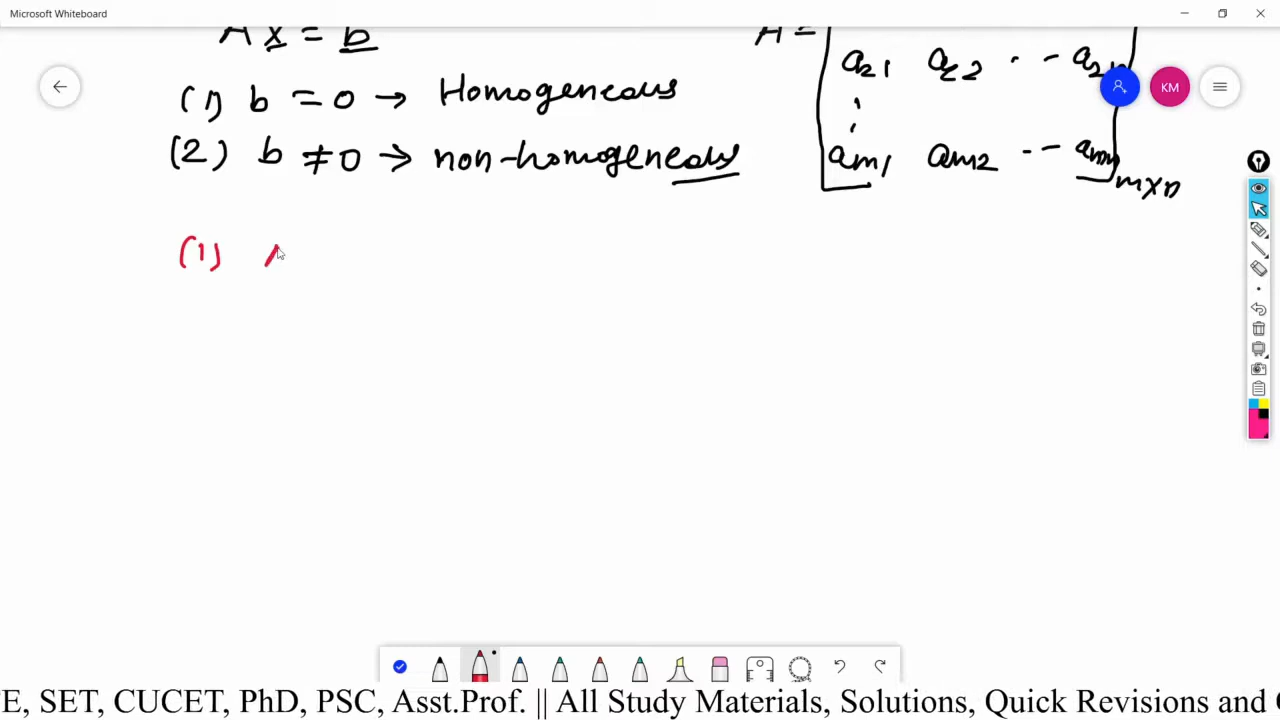 Microsoft Whiteboard
A x = b
A =
a21 a22 . -- a2n
(1) b = 0 → Homogeneous
(2) b ≠ 0 → non-homogeneous
am1 am2 -- amn
m x n
KM
(1)
E, SET, CUCET, PhD, PSC, Asst.Prof. || All Study Materials, Solutions, Quick Revisions and